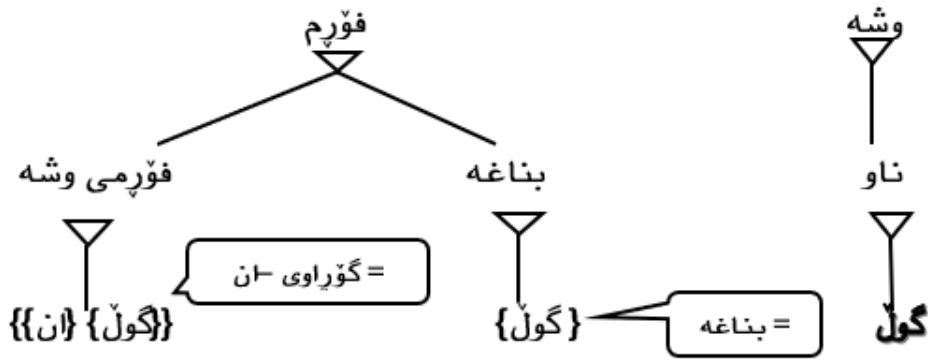 وشە
فۆڕم
ناو
بناغە
فۆڕمی وشە
= گۆڕاوی -ان
گوڵ
{گوڵ}
{{گوڵ} {ان}}
= بناغە